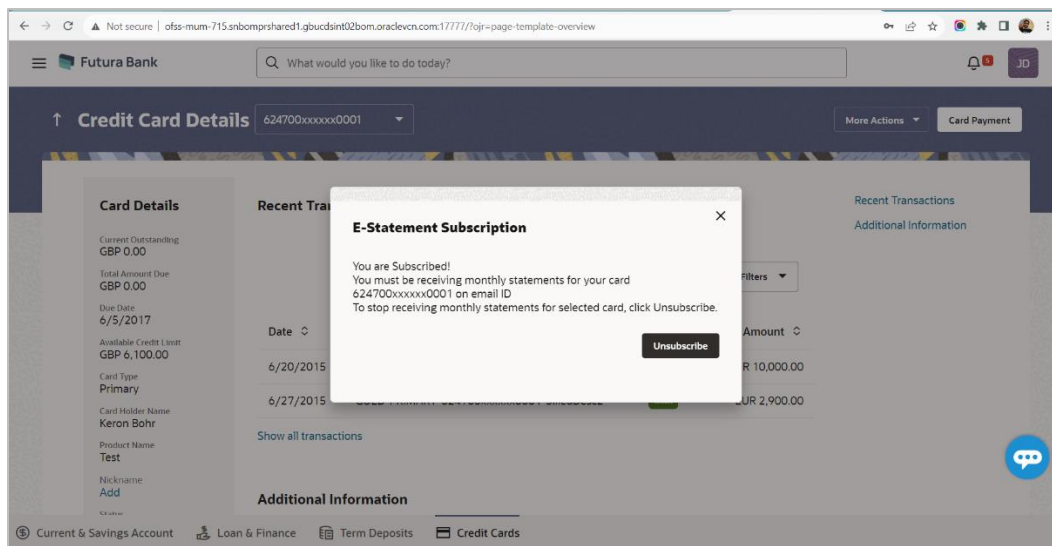 Not secure | ofss-mum-715.snbomprshared1.gbucdsint02bom.oraclevcn.com:17777/?ojr=page-template-overview
Futura Bank
What would you like to do today?
5
JD
Credit Card Details
624700xxxxxx0001
More Actions
Card Payment
Card Details
Current Outstanding
GBP 0.00
Total Amount Due
GBP 0.00
Due Date
6/5/2017
Available Credit Limit
GBP 6,100.00
Card Type
Primary
Card Holder Name
Keron Bohr
Product Name
Test
Nickname
Add
Status
Recent Tra
E-Statement Subscription
You are Subscribed!
You must be receiving monthly statements for your card
624700xxxxxx0001 on email ID
To stop receiving monthly statements for selected card, click Unsubscribe.
Unsubscribe
Filters
Date
Amount
6/20/2015
R 10,000.00
6/27/2015
EUR 2,900.00
Show all transactions
Additional Information
Recent Transactions
Additional Information
Current & Savings Account
Loan & Finance
Term Deposits
Credit Cards